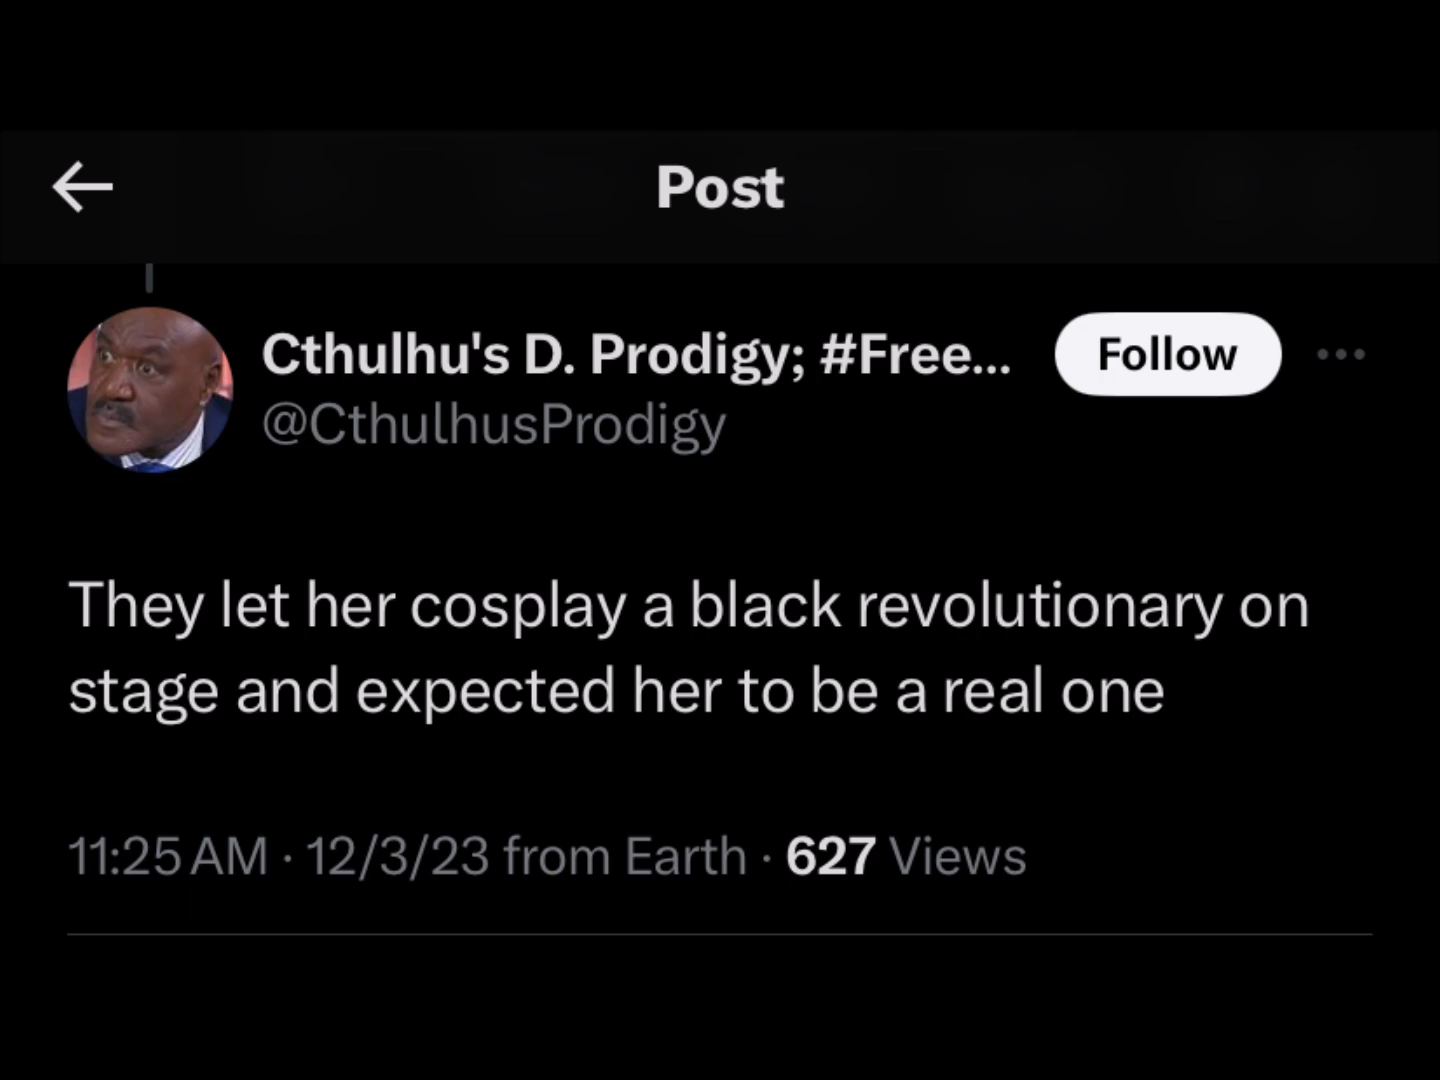 Post
Cthulhu's D. Prodigy; #Free...
Follow
@CthulhusProdigy
They let her cosplay a black revolutionary on
stage and expected her to be a real one
11:25 AM · 12/3/23 from Earth · 627 Views